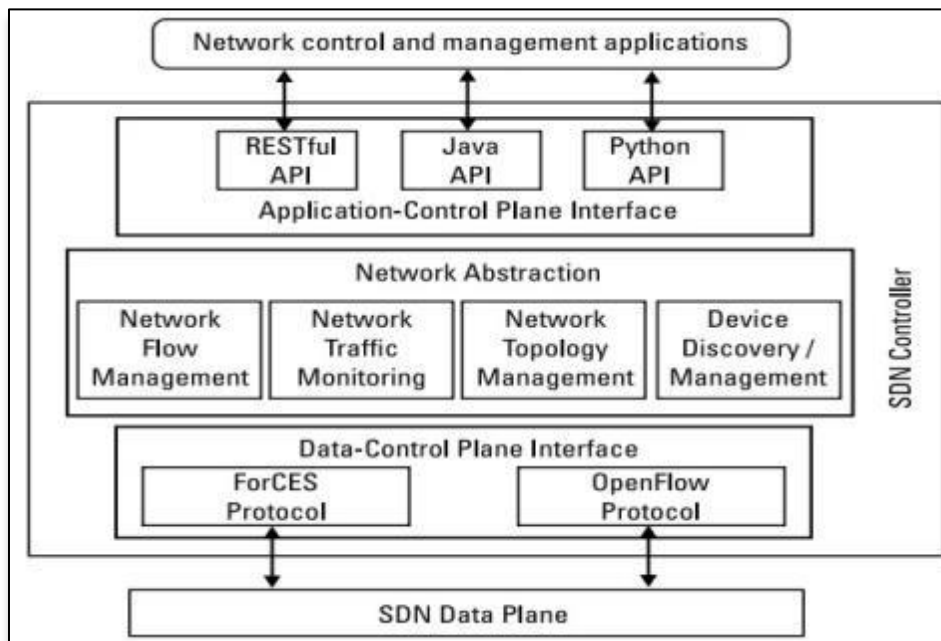 Network control and management applications
RESTful
API
Java
API
Python
API
Application-Control Plane Interface
Network Abstraction
Network
Flow
Management
Network
Traffic
Monitoring
Network
Topology
Management
Device
Discovery /
Management
SDN Controller
Data-Control Plane Interface
ForCES
Protocol
OpenFlow
Protocol
SDN Data Plane